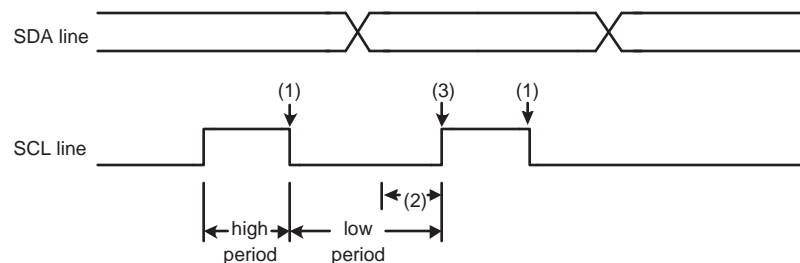 SDA line
(1) (3) (1)
SCL line
(2)
high low
period period